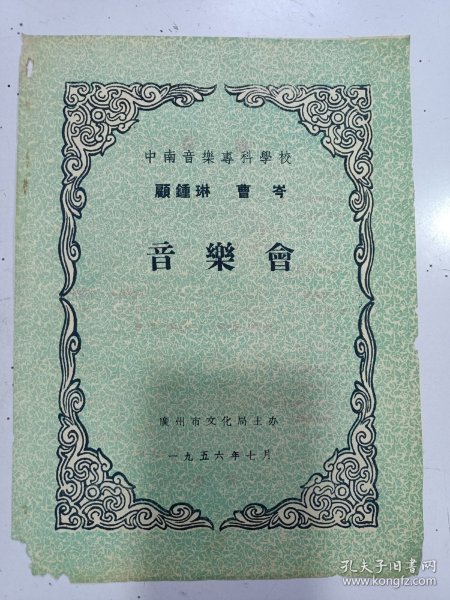 中南音樂專科學校
顧鍾琳 曹岑
音樂會
廣州市文化局主办
一九五六年七月
孔夫子旧书网
www.kongfz.com